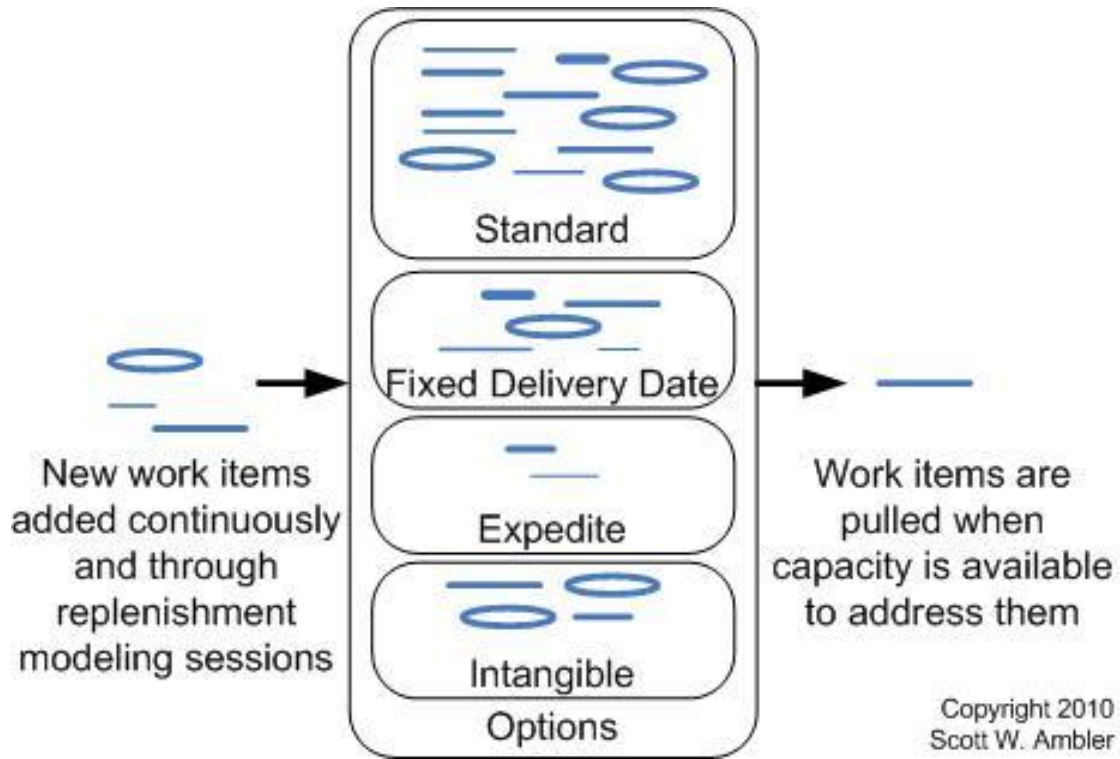 Standard
Fixed Delivery Date
Expedite
Intangible
Options
New work items
added continuously
and through
replenishment
modeling sessions
Work items are
pulled when
capacity is available
to address them
Copyright 2010
Scott W. Ambler